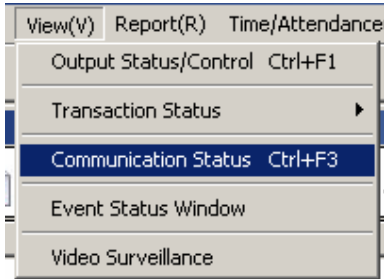 View(V) Report(R) Time/Attendance
Output Status/Control Ctrl+F1
Transaction Status
Communication Status Ctrl+F3
Event Status Window
Video Surveillance